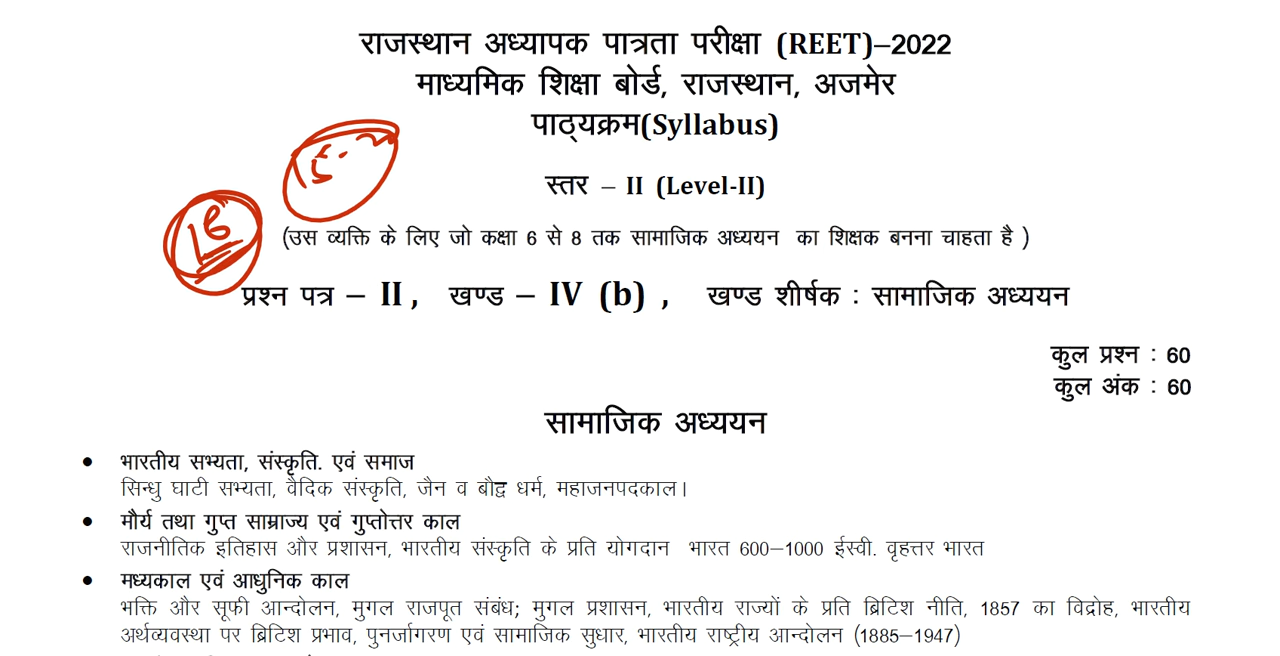 राजस्थान अध्यापक पात्रता परीक्षा (REET)–2022
माध्यमिक शिक्षा बोर्ड, राजस्थान, अजमेर
पाठ्यक्रम(Syllabus)
स्तर – II (Level-II)
(उस व्यक्ति के लिए जो कक्षा 6 से 8 तक सामाजिक अध्ययन का शिक्षक बनना चाहता है )
प्रश्न पत्र – II , खण्ड – IV (b) , खण्ड शीर्षक : सामाजिक अध्ययन
कुल प्रश्न : 60
कुल अंक : 60
सामाजिक अध्ययन
• भारतीय सभ्यता, संस्कृति. एवं समाज
सिन्धु घाटी सभ्यता, वैदिक संस्कृति, जैन व बौद्व धर्म, महाजनपदकाल।
• मौर्य तथा गुप्त साम्राज्य एवं गुप्तोत्तर काल
राजनीतिक इतिहास और प्रशासन, भारतीय संस्कृति के प्रति योगदान भारत 600–1000 ईस्वी. वृहत्तर भारत
• मध्यकाल एवं आधुनिक काल
भक्ति और सूफी आन्दोलन, मुगल राजपूत संबंध; मुगल प्रशासन, भारतीय राज्यों के प्रति ब्रिटिश नीति, 1857 का विद्रोह, भारतीय
अर्थव्यवस्था पर ब्रिटिश प्रभाव, पुनर्जागरण एवं सामाजिक सुधार, भारतीय राष्ट्रीय आन्दोलन (1885–1947)